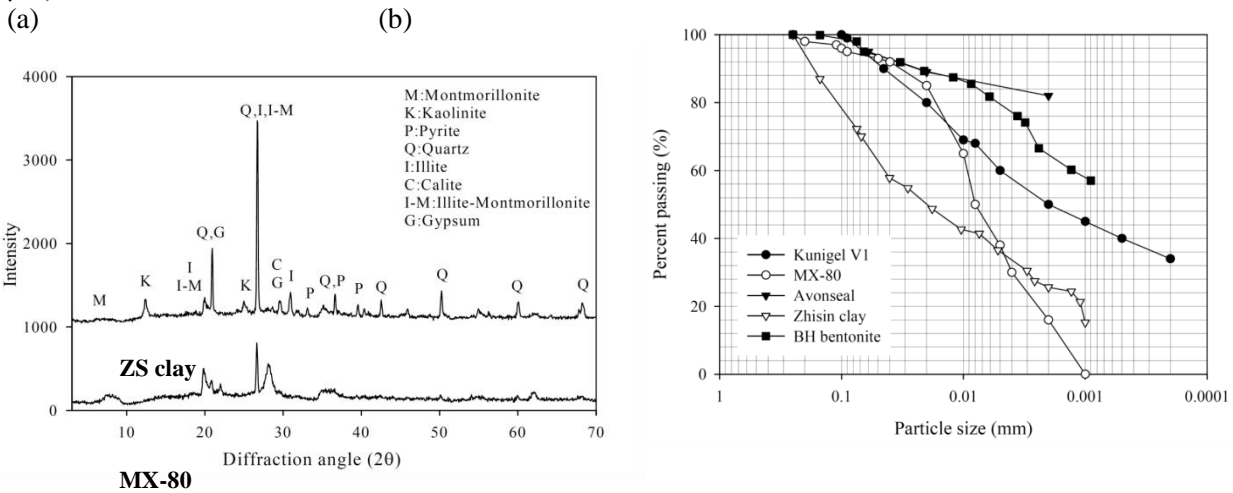 (a)
(b)
4000
3000
2000
1000
0
Intensity
M:Montmorillonite
K:Kaolinite
P:Pyrite
Q:Quartz
I:Illite
C:Calite
I-M:Illite-Montmorillonite
G:Gypsum
Q,I,I-M
Q,G
I
I-M
K
M
K
C
G
I
P
Q,P
P
Q
Q
Q
Q
ZS clay
10 20 30 40 50 60 70
Diffraction angle (2θ)
MX-80
100
80
60
40
20
0
Percent passing (%)
Kunigel V1
MX-80
Avonseal
Zhisin clay
BH bentonite
1 0.1 0.01 0.001 0.0001
Particle size (mm)